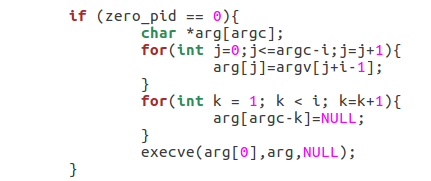 if (zero_pid == 0){
char *arg[argc];
for(int j=0;j<=argc-i;j=j+1){
arg[j]=argv[j+i-1];
}
for(int k = 1; k < i; k=k+1){
arg[argc-k]=NULL;
}
execve(arg[0],arg,NULL);
}